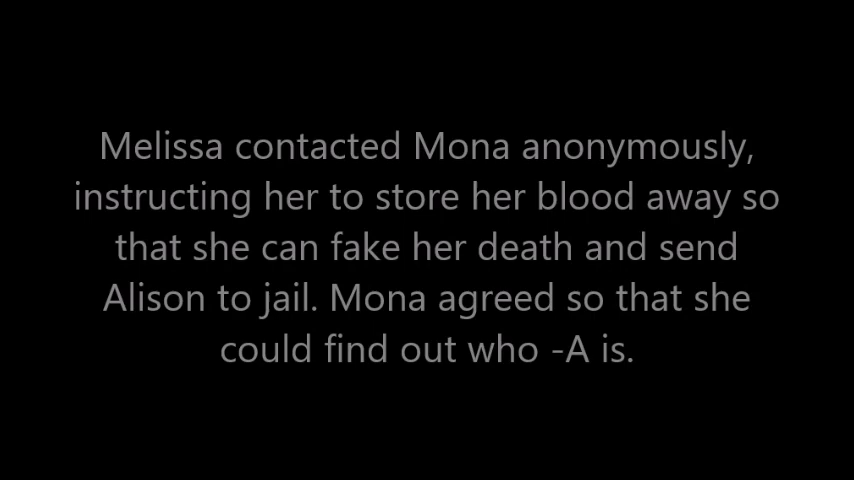 Melissa contacted Mona anonymously,
instructing her to store her blood away so
that she can fake her death and send
Alison to jail. Mona agreed so that she
could find out who -A is.